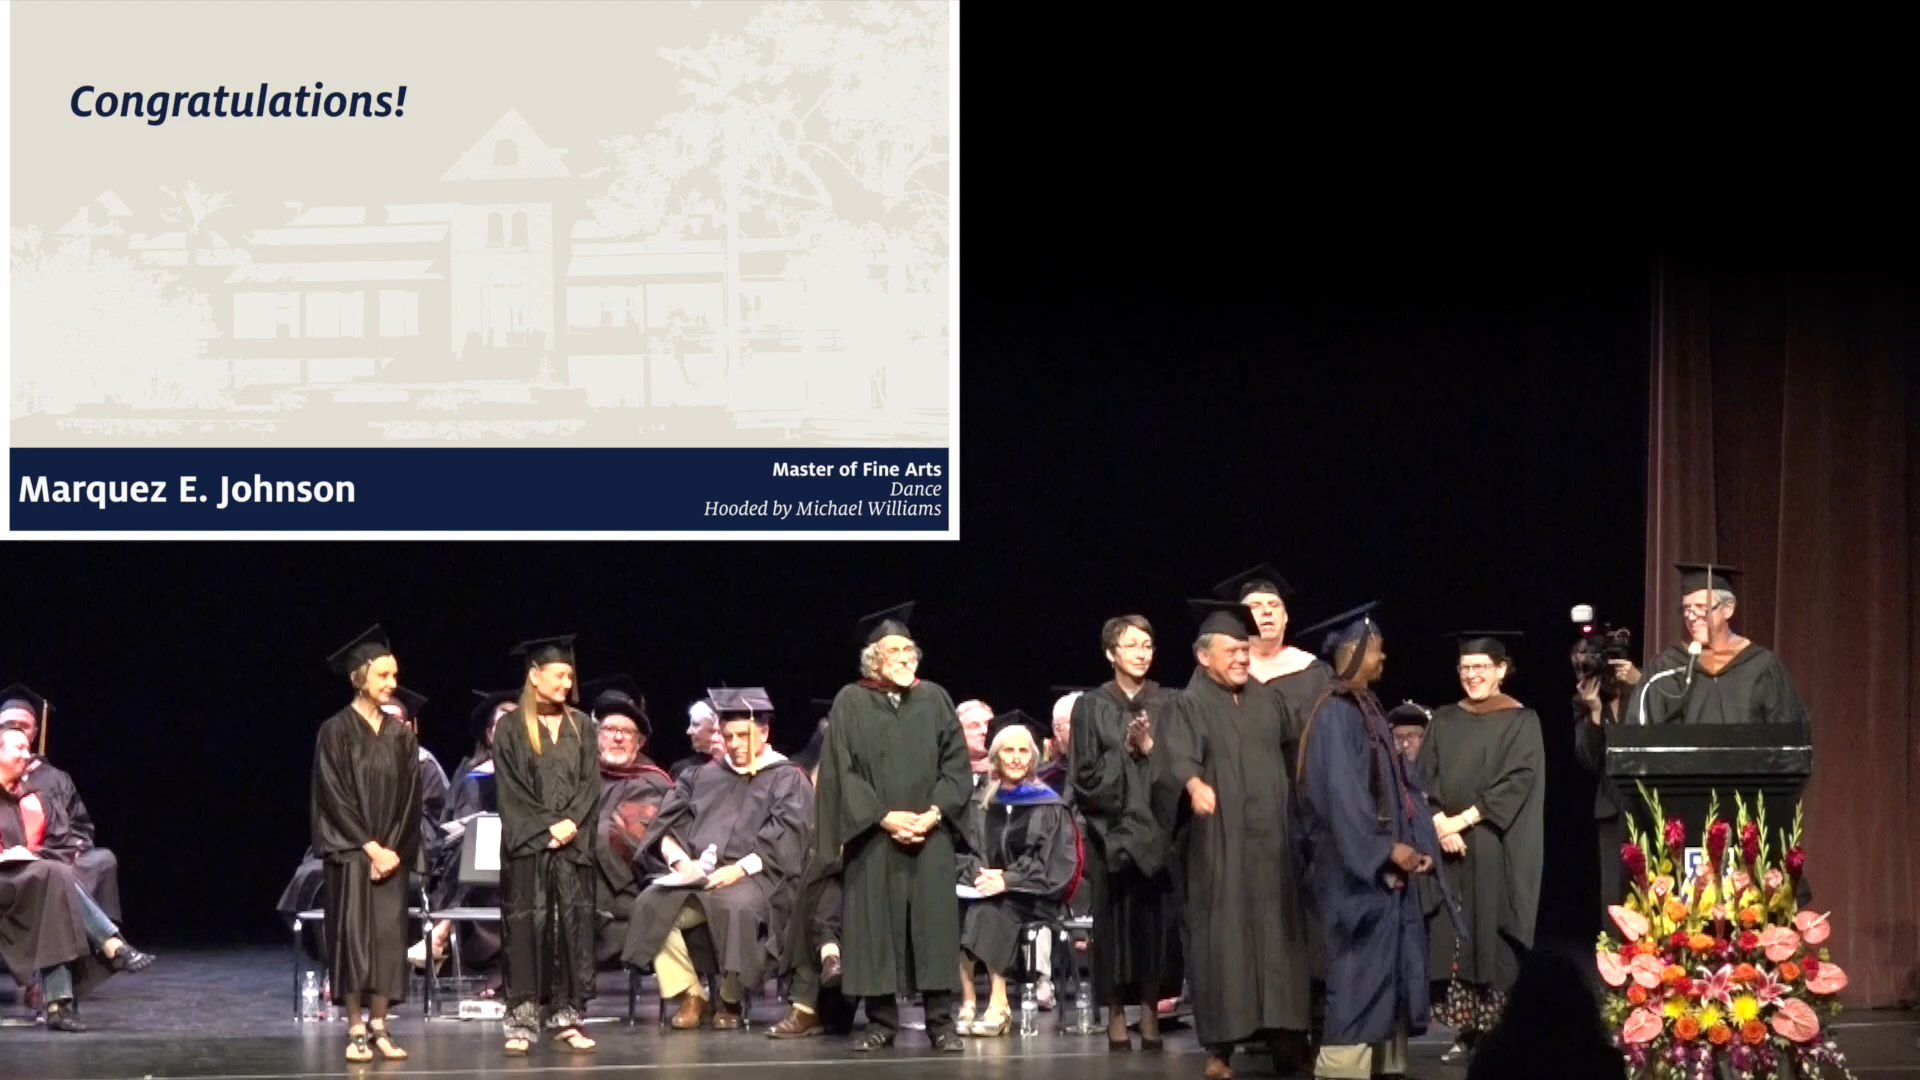 Congratulations!
Marquez E. Johnson
Master of Fine Arts
Dance
Hooded by Michael Williams